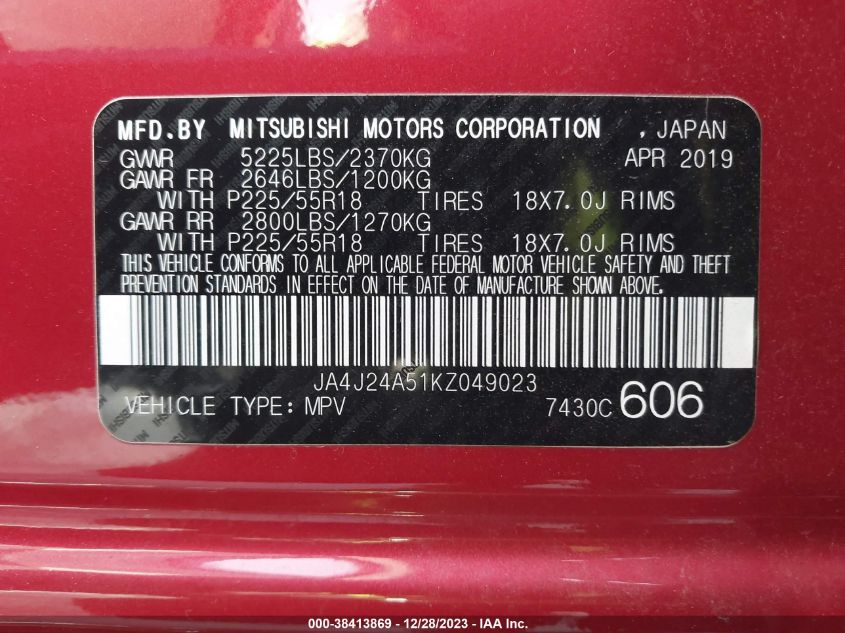 MFD.BY MITSUBISHI MOTORS CORPORATION , JAPAN
GVWR 5225LBS/2370KG APR 2019
GAWR FR 2646LBS/1200KG
WITH P225/55R18 TIRES 18X7.0J RIMS
GAWR RR 2800LBS/1270KG
WITH P225/55R18 TIRES 18X7.0J RIMS
THIS VEHICLE CONFORMS TO ALL APPLICABLE FEDERAL MOTOR VEHICLE SAFETY AND THEFT
PREVENTION STANDARDS IN EFFECT ON THE DATE OF MANUFACTURE SHOWN ABOVE.
JA4J24A51KZ049023
VEHICLE TYPE: MPV 7430C 606
000-38413869 - 12/28/2023 - IAA, Inc.